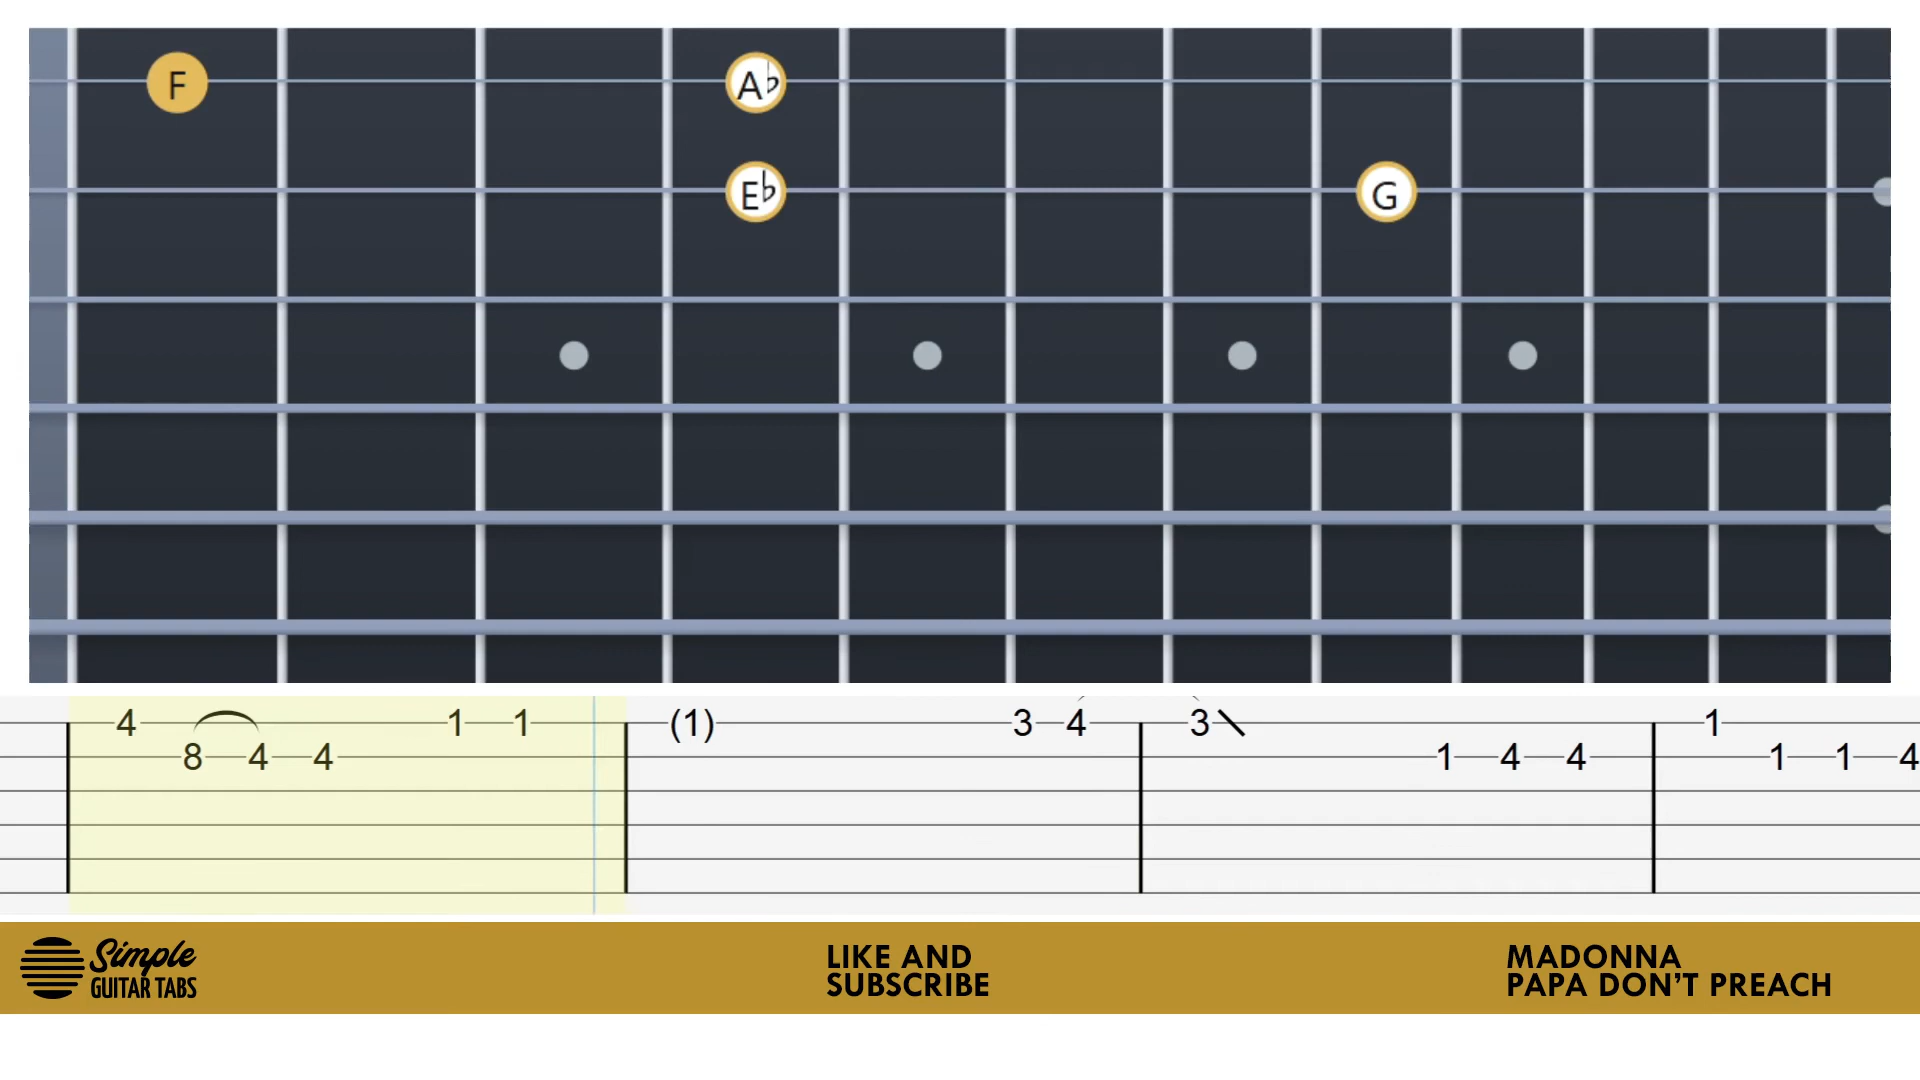 F A♭
E♭ G
4 1 1 (1) 3 4 3 1
8 4 4 1 4 4 1 1 4
Simple
GUITAR TABS
LIKE AND
SUBSCRIBE
MADONNA
PAPA DON'T PREACH